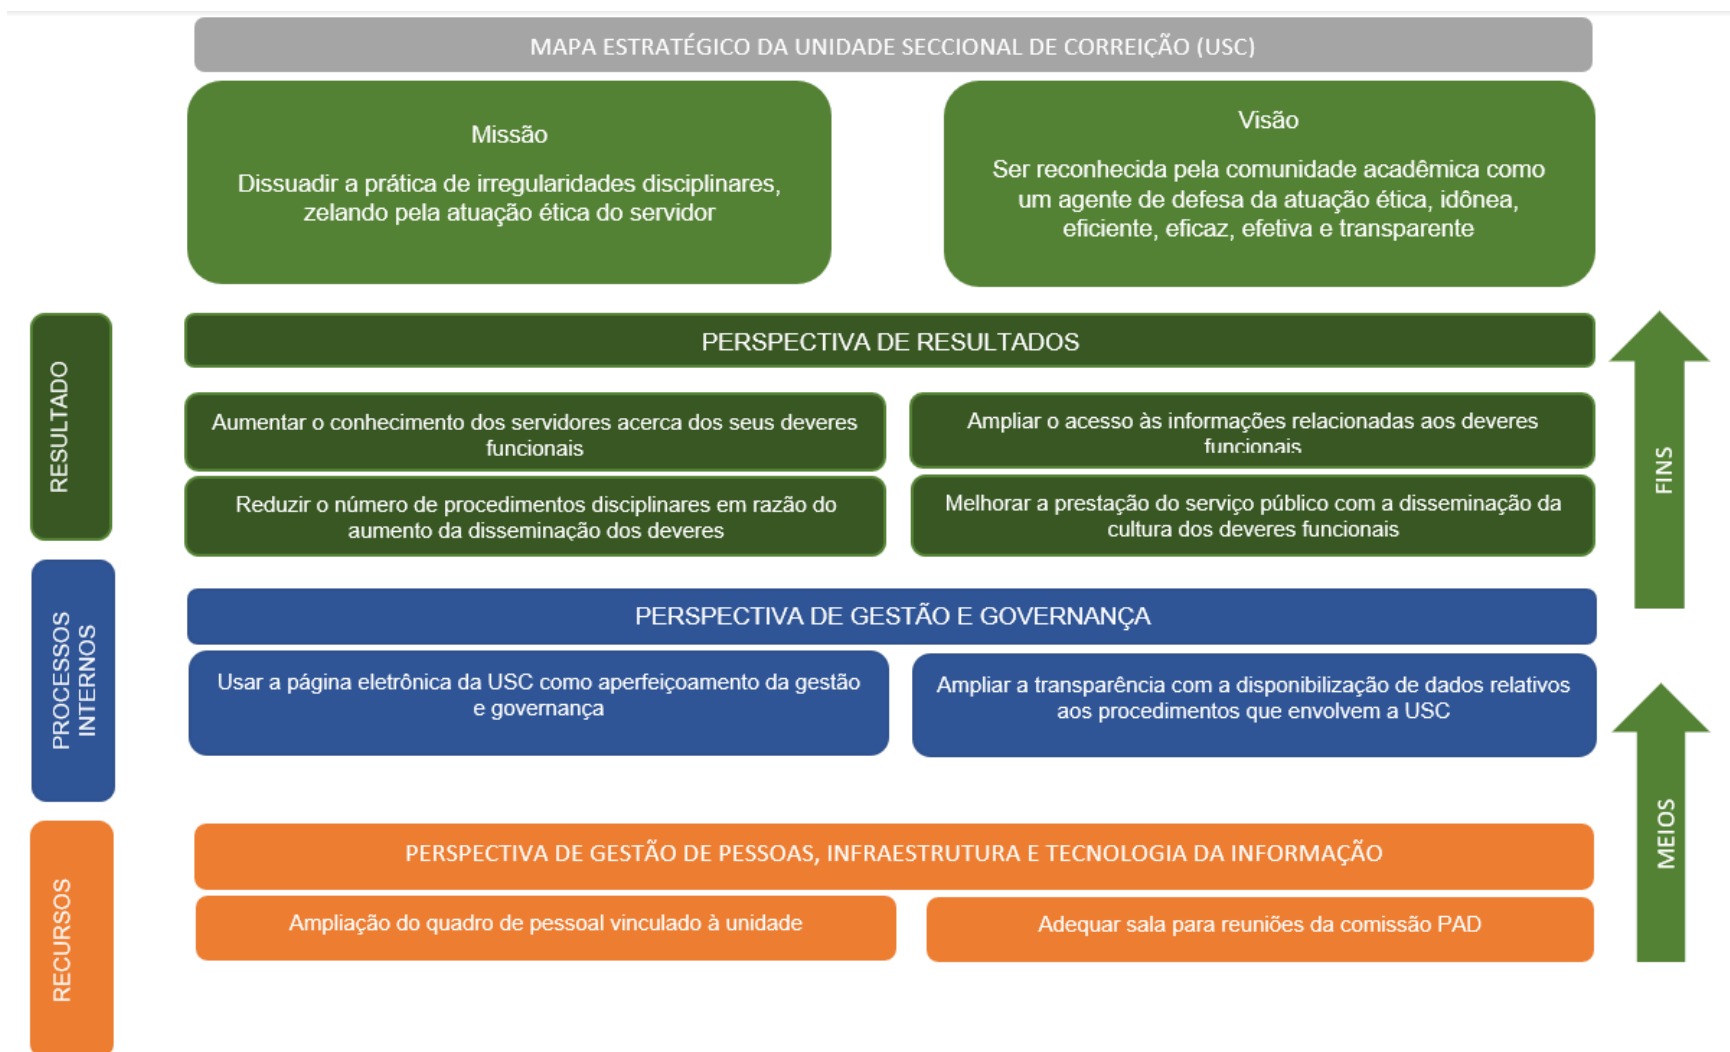 MAPA ESTRATÉGICO DA UNIDADE SECCIONAL DE CORREIÇÃO (USC)
Missão
Dissuadir a prática de irregularidades disciplinares,
zelando pela atuação ética do servidor
Visão
Ser reconhecida pela comunidade acadêmica como
um agente de defesa da atuação ética, idônea,
eficiente, eficaz, efetiva e transparente
RESULTADO
PERSPECTIVA DE RESULTADOS
Aumentar o conhecimento dos servidores acerca dos seus deveres
funcionais
Ampliar o acesso às informações relacionadas aos deveres
funcionais
Reduzir o número de procedimentos disciplinares em razão do
aumento da disseminação dos deveres
Melhorar a prestação do serviço público com a disseminação da
cultura dos deveres funcionais
FINS
PROCESSOS
INTERNOS
PERSPECTIVA DE GESTÃO E GOVERNANÇA
Usar a página eletrônica da USC como aperfeiçoamento da gestão
e governança
Ampliar a transparência com a disponibilização de dados relativos
aos procedimentos que envolvem a USC
MEIOS
RECURSOS
PERSPECTIVA DE GESTÃO DE PESSOAS, INFRAESTRUTURA E TECNOLOGIA DA INFORMAÇÃO
Ampliação do quadro de pessoal vinculado à unidade
Adequar sala para reuniões da comissão PAD